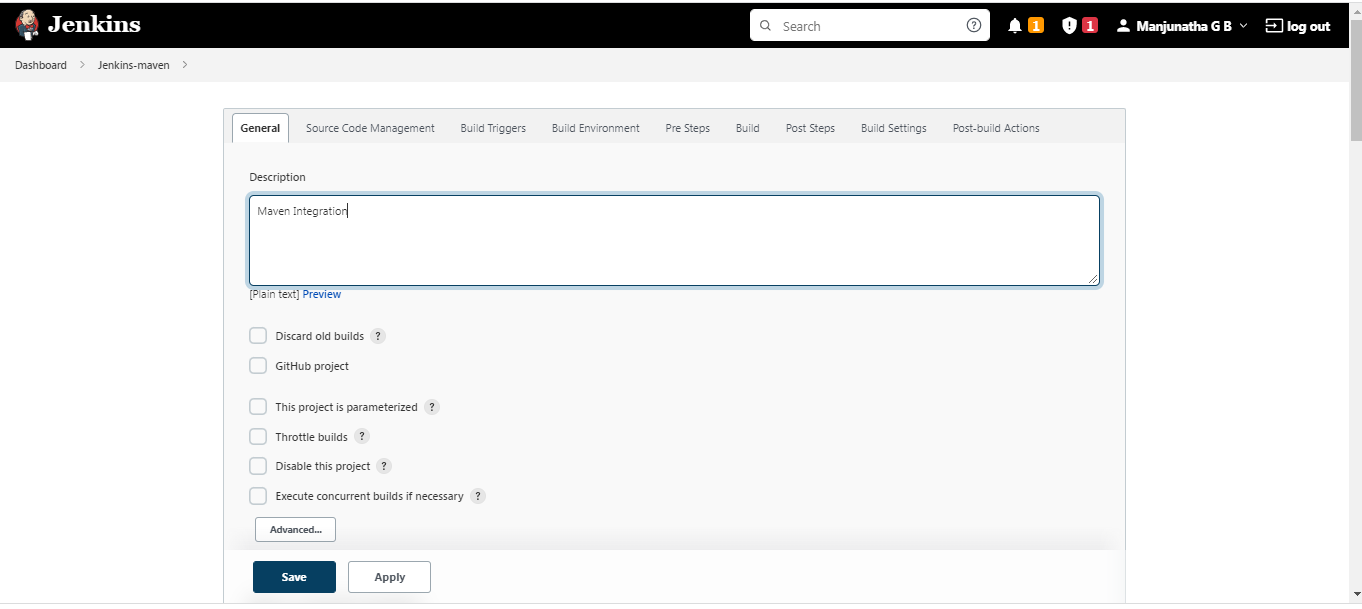 Jenkins Search 1 1 Manjunatha G B log out
Dashboard Jenkins-maven
General Source Code Management Build Triggers Build Environment Pre Steps Build Post Steps Build Settings Post-build Actions
Description
Maven Integration
[Plain text] Preview
Discard old builds ?
GitHub project
This project is parameterized ?
Throttle builds ?
Disable this project ?
Execute concurrent builds if necessary ?
Advanced...
Save Apply